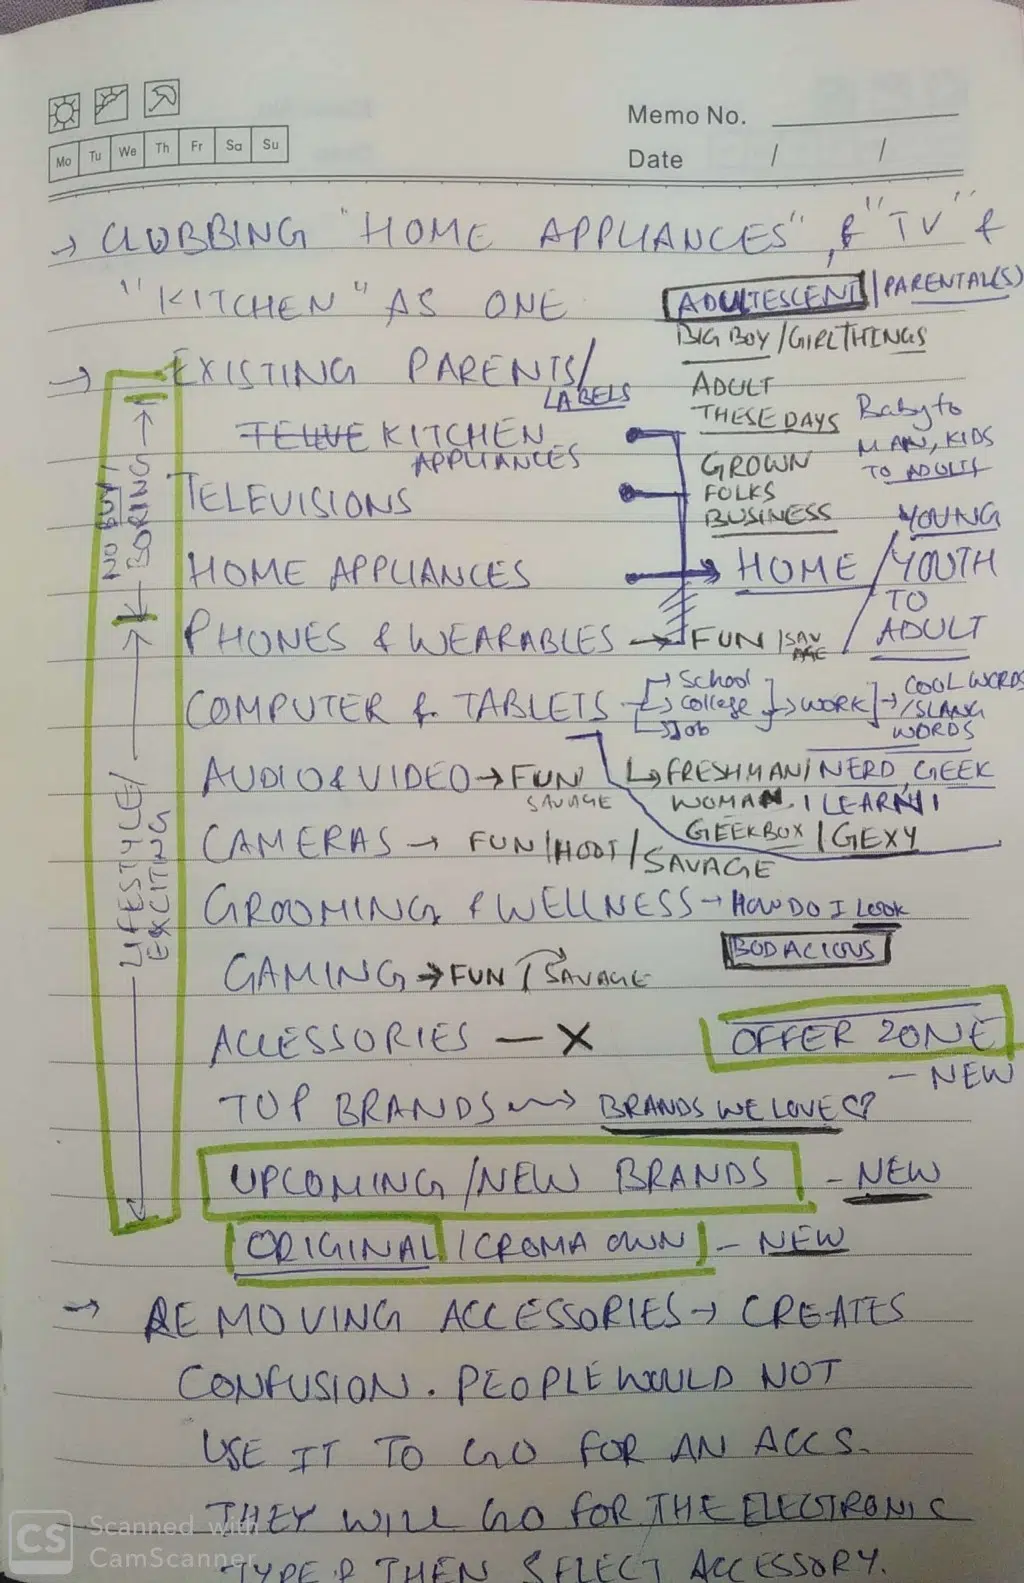 Memo No.
Mo Tu We Th Fr Sa Su
Date / /
→ CLUBBING "HOME APPLIANCES", & "TV" &
"KITCHEN" AS ONE
ADULTESCENT / PARENTAL(S)
BIG BOY / GIRL THINGS
→ EXISTING PARENTS/
LABELS
ADULT
THESE DAYS
Baby to
MAN, KIDS
TO ADULT
KITCHEN
APPLIANCES
GROWN
FOLKS
BUSINESS
TELEVISIONS
YOUNG
/YOUTH
TO
ADULT
HOME APPLIANCES → HOME
NO BUY/
BORING
PHONES & WEARABLES → FUN /SAVAGE
COMPUTER & TABLETS → School → College → Job → WORK → COOL WORDS
/SLANG
WORDS
AUDIO & VIDEO → FUN
SAVAGE
↳ FRESHMAN/NERD, GEEK
WOMAN, I LEARN I
GEEKBOX / GEXY
CAMERAS → FUN/HOOT/SAVAGE
LIFESTYLE/
EXCITING
GROOMING & WELLNESS → HOW DO I LOOK
BODACIOUS
GAMING → FUN / SAVAGE
ACCESSORIES — X
OFFER ZONE
- NEW
TOP BRANDS → BRANDS WE LOVE ♡
UPCOMING/NEW BRANDS - NEW
ORIGINAL / CROMA OWN - NEW
→ REMOVING ACCESSORIES → CREATES
CONFUSION. PEOPLE WOULD NOT
USE IT TO GO FOR AN ACCS.
THEY WILL GO FOR THE ELECTRONIC
TYPE & THEN SELECT ACCESSORY.
CS Scanned with
CamScanner